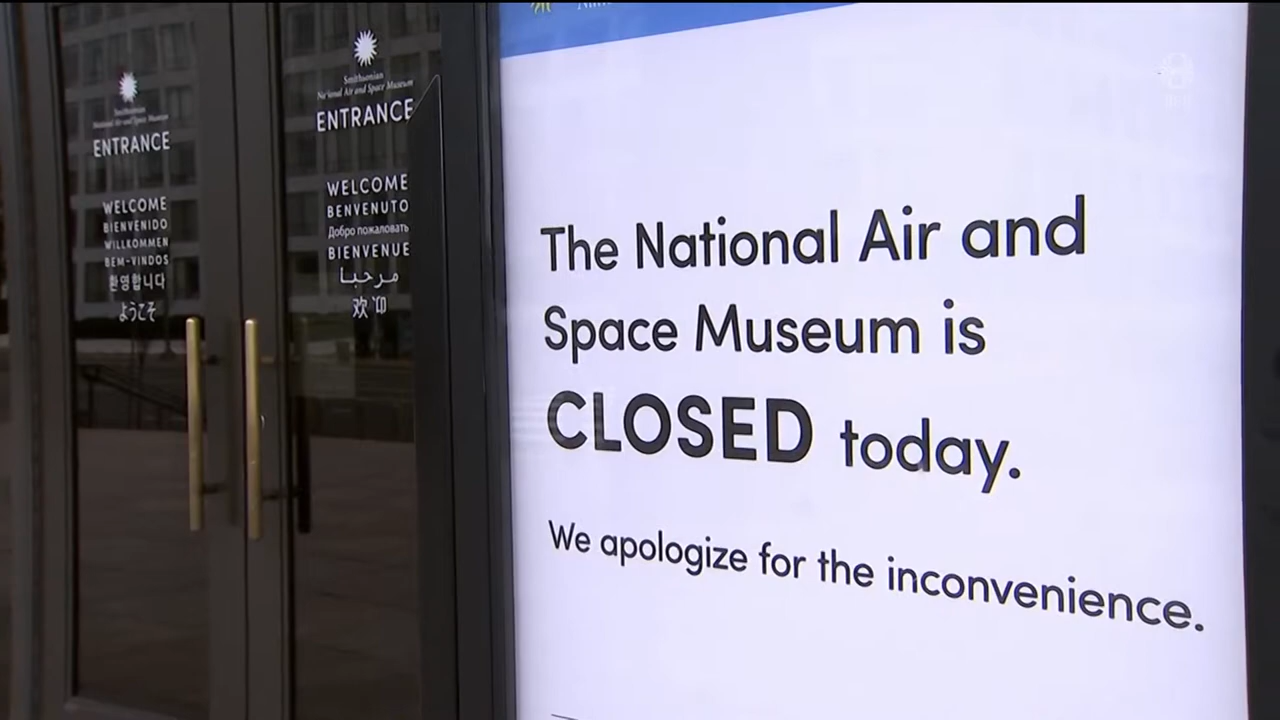 Smithsonian
National Air and Space Museum
ENTRANCE
WELCOME
BIENVENIDO
WILLKOMMEN
BEM-VINDOS
환영합니다
ようこそ
Smithsonian
National Air and Space Museum
ENTRANCE
WELCOME
BENVENUTO
Добро пожаловать
BIENVENUE
مرحبا
欢迎
The National Air and
Space Museum is
CLOSED today.
We apologize for the inconvenience.